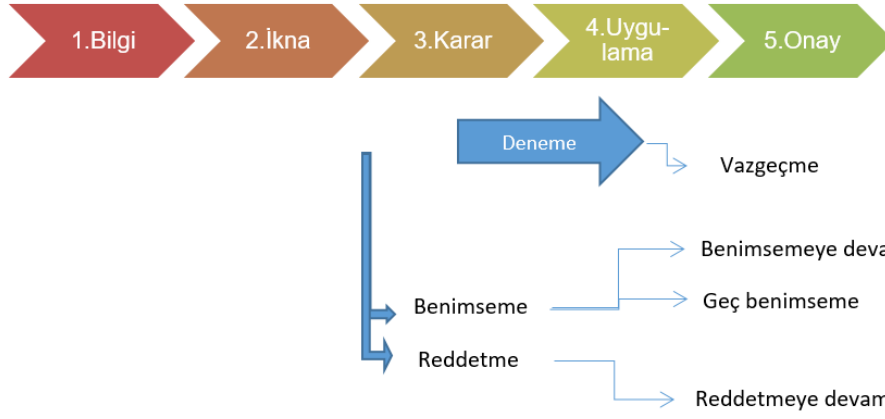 1.Bilgi
2.İkna
3.Karar
4.Uygu-
lama
5.Onay
Deneme
Vazgeçme
Benimsemeye deva
Benimseme
Geç benimseme
Reddetme
Reddetmeye devam